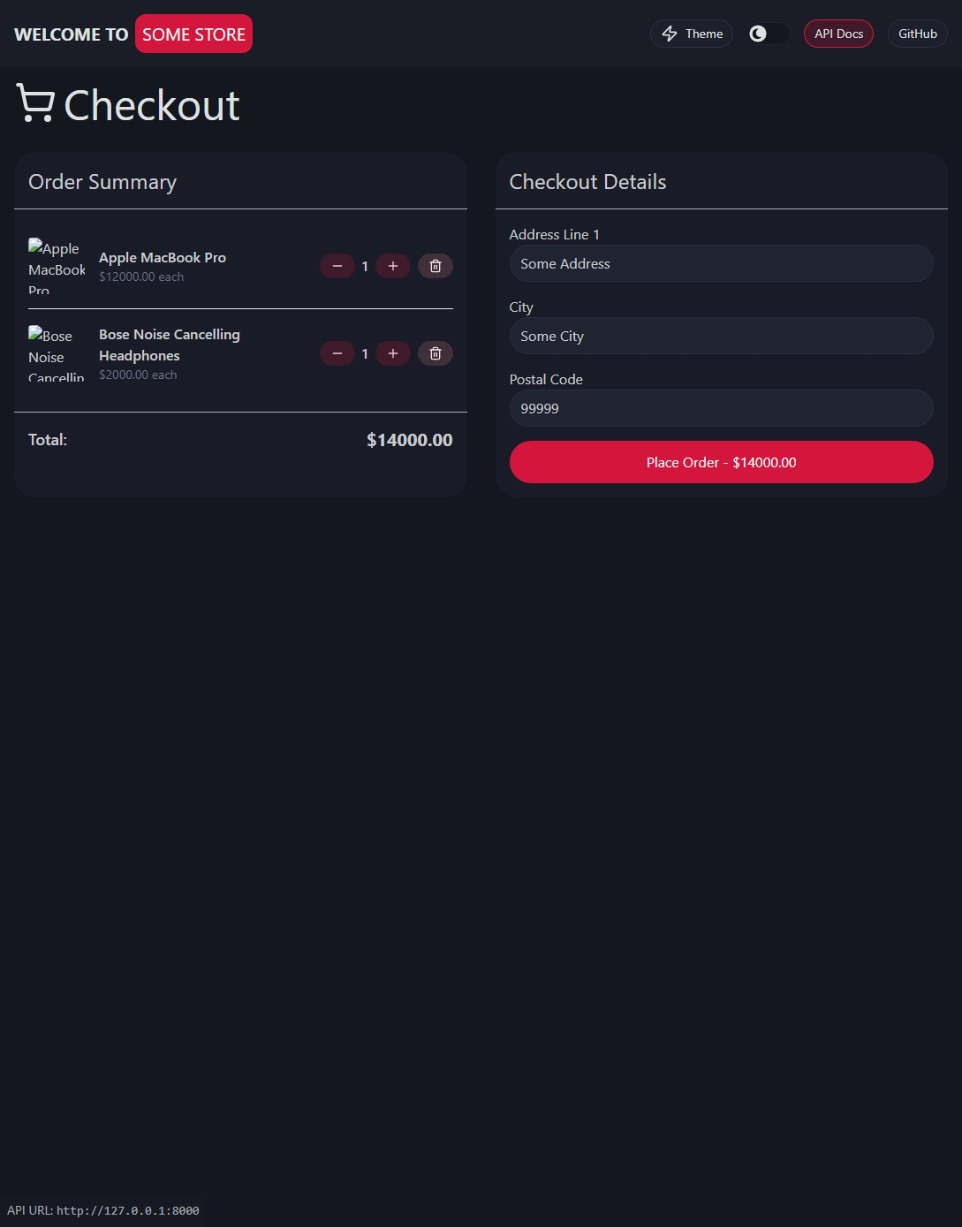 WELCOME TO SOME STORE
Theme
API Docs
GitHub
Checkout
Order Summary
Apple
MacBook
Pro
Apple MacBook Pro
$12000.00 each
1
Bose
Noise
Cancellin
Bose Noise Cancelling
Headphones
$2000.00 each
1
Total:
$14000.00
Checkout Details
Address Line 1
Some Address
City
Some City
Postal Code
99999
Place Order - $14000.00
API URL: http://127.0.0.1:8000